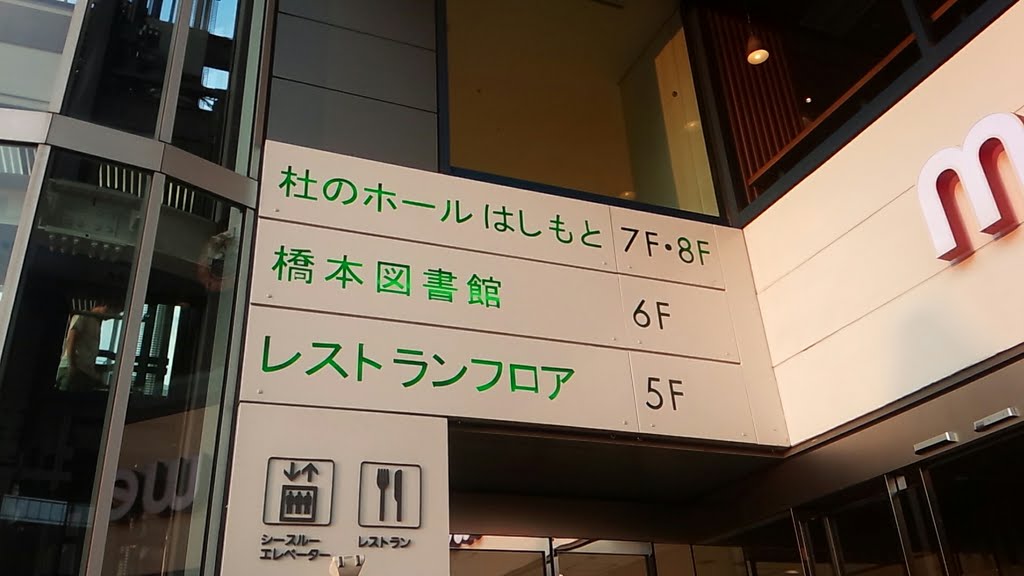 杜のホール はしもと 7F・8F
橋本図書館 6F
レストランフロア 5F
シースルー
エレベーター
レストラン
m
we